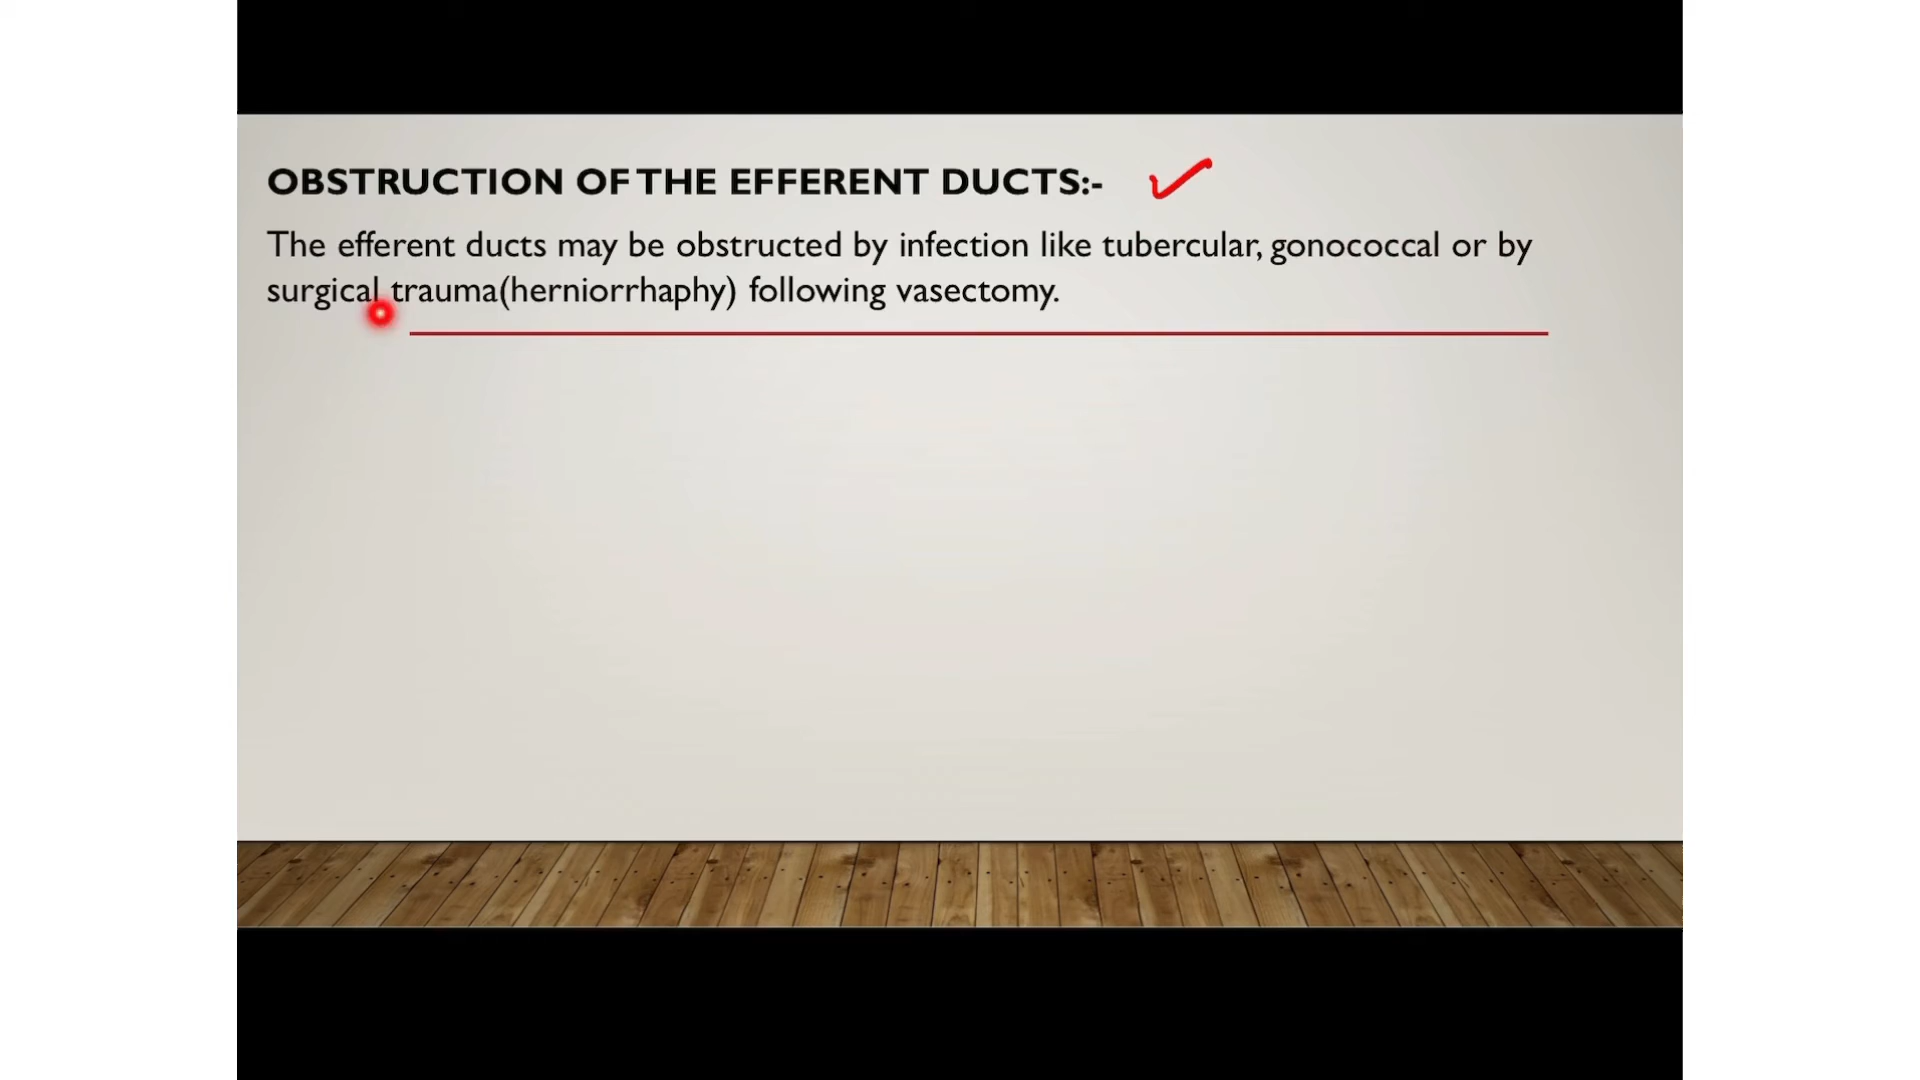 OBSTRUCTION OF THE EFFERENT DUCTS:-
The efferent ducts may be obstructed by infection like tubercular, gonococcal or by
surgical trauma(herniorrhaphy) following vasectomy.